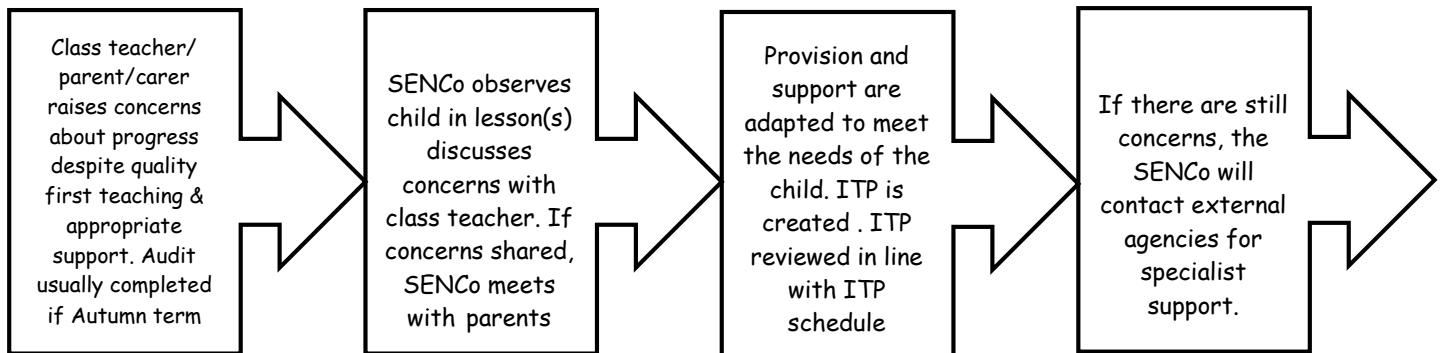 Class teacher/
parent/carer
raises concerns
about progress
despite quality
first teaching &
appropriate
support. Audit
usually completed
if Autumn term
SENCo observes
child in lesson(s)
discusses
concerns with
class teacher. If
concerns shared,
SENCo meets
with parents
Provision and
support are
adapted to meet
the needs of the
child. ITP is
created . ITP
reviewed in line
with ITP
schedule
If there are still
concerns, the
SENCo will
contact external
agencies for
specialist
support.